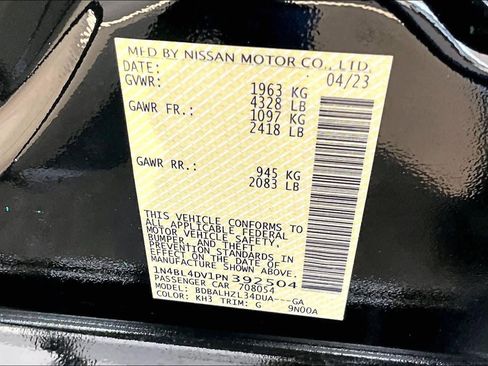 MFD BY NISSAN MOTOR CO., LTD.
DATE: 04/23
GVWR: 1963 KG
4328 LB
GAWR FR.: 1097 KG
2418 LB
GAWR RR.: 945 KG
2083 LB
THIS VEHICLE CONFORMS TO
ALL APPLICABLE FEDERAL
MOTOR VEHICLE SAFETY,
BUMPER, AND THEFT
PREVENTION STANDARDS IN
EFFECT ON THE DATE OF
MANUFACTURE SHOWN ABOVE.
1N4BL4DV1PN392504
PASSENGER CAR 708054
MODEL: BDBALHZL34DUA---GA
COLOR: KH3 TRIM: G 9N00A